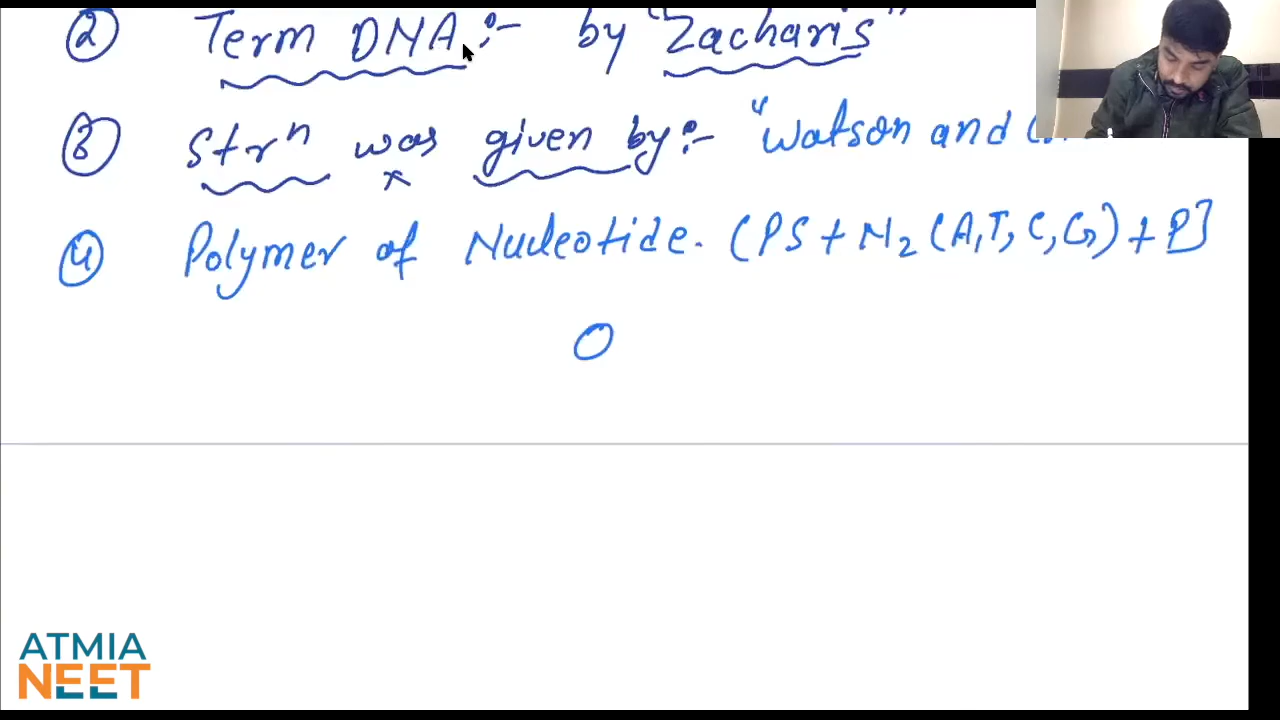 ② Term DNA :- by "Zacharis"
③ Strⁿ was given by :- "Watson and
④ Polymer of Nucleotide. (PS + N₂ (A,T,C,G) + P]
ATMIA
NEET